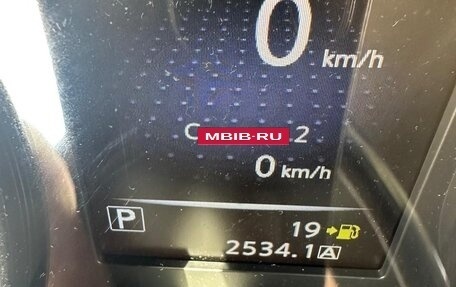 0 km/h
C .2
MBIB-RU
0 km/h
P 19
2534.1 A